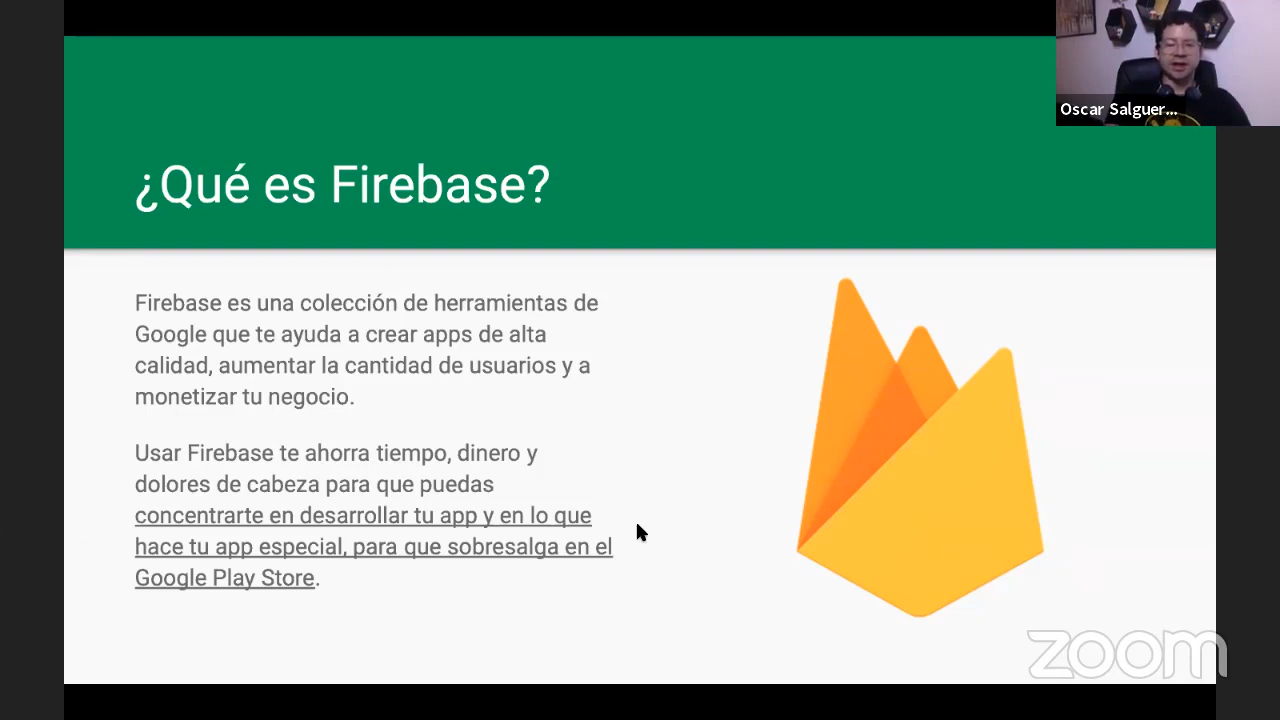 Oscar Salguer...
¿Qué es Firebase?
Firebase es una colección de herramientas de
Google que te ayuda a crear apps de alta
calidad, aumentar la cantidad de usuarios y a
monetizar tu negocio.
Usar Firebase te ahorra tiempo, dinero y
dolores de cabeza para que puedas
concentrarte en desarrollar tu app y en lo que
hace tu app especial, para que sobresalga en el
Google Play Store.
zoom